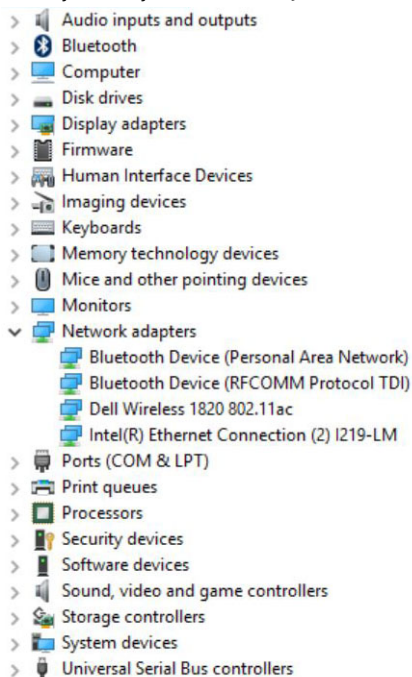 Audio inputs and outputs
Bluetooth
Computer
Disk drives
Display adapters
Firmware
Human Interface Devices
Imaging devices
Keyboards
Memory technology devices
Mice and other pointing devices
Monitors
Network adapters
Bluetooth Device (Personal Area Network)
Bluetooth Device (RFCOMM Protocol TDI)
Dell Wireless 1820 802.11ac
Intel(R) Ethernet Connection (2) I219-LM
Ports (COM & LPT)
Print queues
Processors
Security devices
Software devices
Sound, video and game controllers
Storage controllers
System devices
Universal Serial Bus controllers